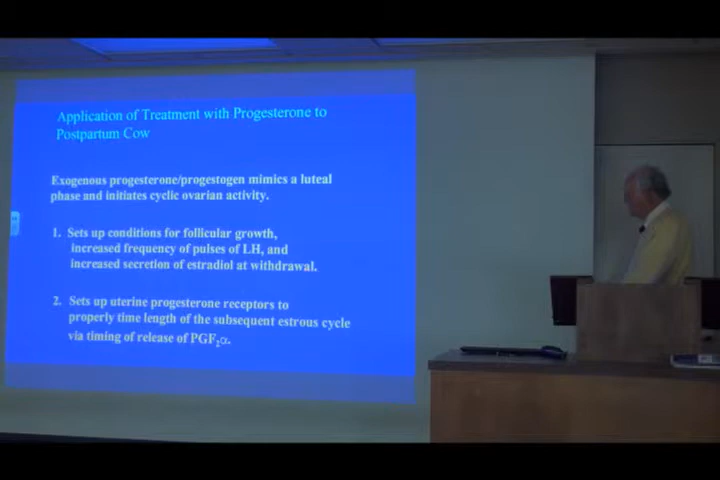 Application of Treatment with Progesterone to
Postpartum Cow
Exogenous progesterone/progestogen mimics a luteal
phase and initiates cyclic ovarian activity.
1. Sets up conditions for follicular growth,
increased frequency of pulses of LH, and
increased secretion of estradiol at withdrawal.
2. Sets up uterine progesterone receptors to
properly time length of the subsequent estrous cycle
via timing of release of PGF₂α.